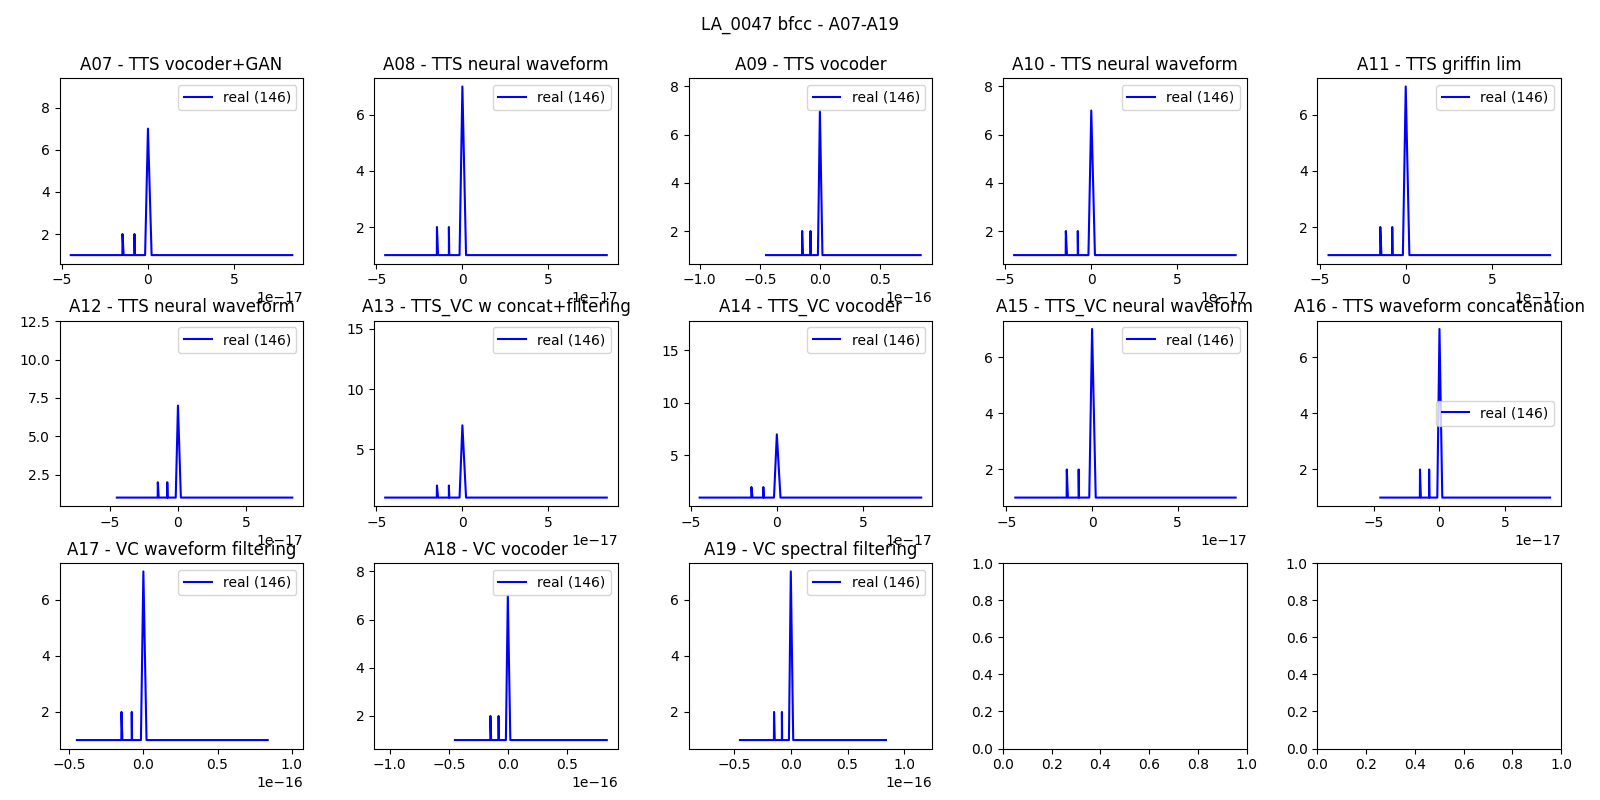 LA_0047 bfcc - A07-A19
A07 - TTS vocoder+GAN
A08 - TTS neural waveform
A09 - TTS vocoder
A10 - TTS neural waveform
A11 - TTS griffin lim
real (146)
real (146)
real (146)
real (146)
real (146)
8
6
4
2
−5
0
5
1e−17
6
4
2
−5
0
5
1e−17
8
6
4
2
−1.0
−0.5
0.0
0.5
1e−16
8
6
4
2
−5
0
5
1e−17
6
4
2
−5
0
5
1e−17
A12 - TTS neural waveform
A13 - TTS_VC w concat+filtering
A14 - TTS_VC vocoder
A15 - TTS_VC neural waveform
A16 - TTS waveform concatenation
real (146)
real (146)
real (146)
real (146)
real (146)
12.5
10.0
7.5
5.0
2.5
−5
0
5
1e−17
15
10
5
−5
0
5
1e−17
15
10
5
−5
0
5
1e−17
6
4
2
−5
0
5
1e−17
6
4
2
−5
0
5
1e−17
A17 - VC waveform filtering
A18 - VC vocoder
A19 - VC spectral filtering
real (146)
real (146)
real (146)
6
4
2
−0.5
0.0
0.5
1.0
1e−16
8
6
4
2
−1.0
−0.5
0.0
0.5
1e−16
6
4
2
−0.5
0.0
0.5
1.0
1e−16
1.0
0.8
0.6
0.4
0.2
0.0
0.0
0.2
0.4
0.6
0.8
1.0
1.0
0.8
0.6
0.4
0.2
0.0
0.0
0.2
0.4
0.6
0.8
1.0